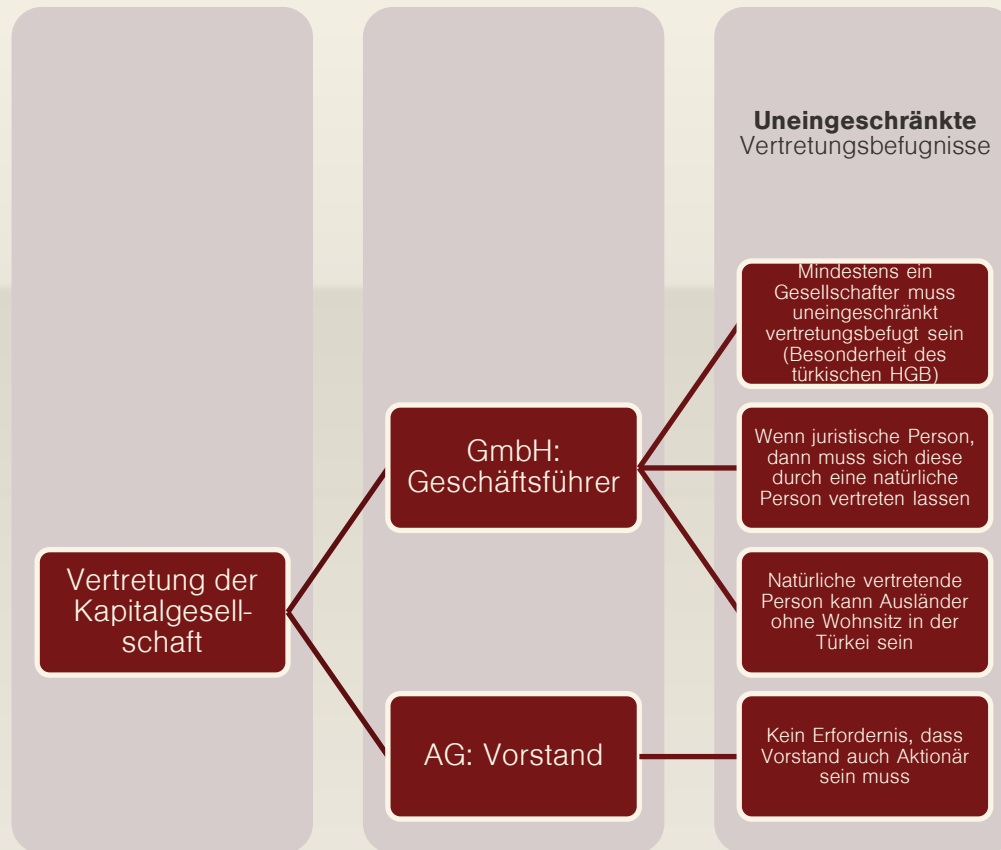 Uneingeschränkte
Vertretungsbefugnisse
Mindestens ein
Gesellschafter muss
uneingeschränkt
vertretungsbefugt sein
(Besonderheit des
türkischen HGB)
GmbH:
Geschäftsführer
Wenn juristische Person,
dann muss sich diese
durch eine natürliche
Person vertreten lassen
Vertretung der
Kapitalgesell-
schaft
Natürliche vertretende
Person kann Ausländer
ohne Wohnsitz in der
Türkei sein
AG: Vorstand
Kein Erfordernis, dass
Vorstand auch Aktionär
sein muss